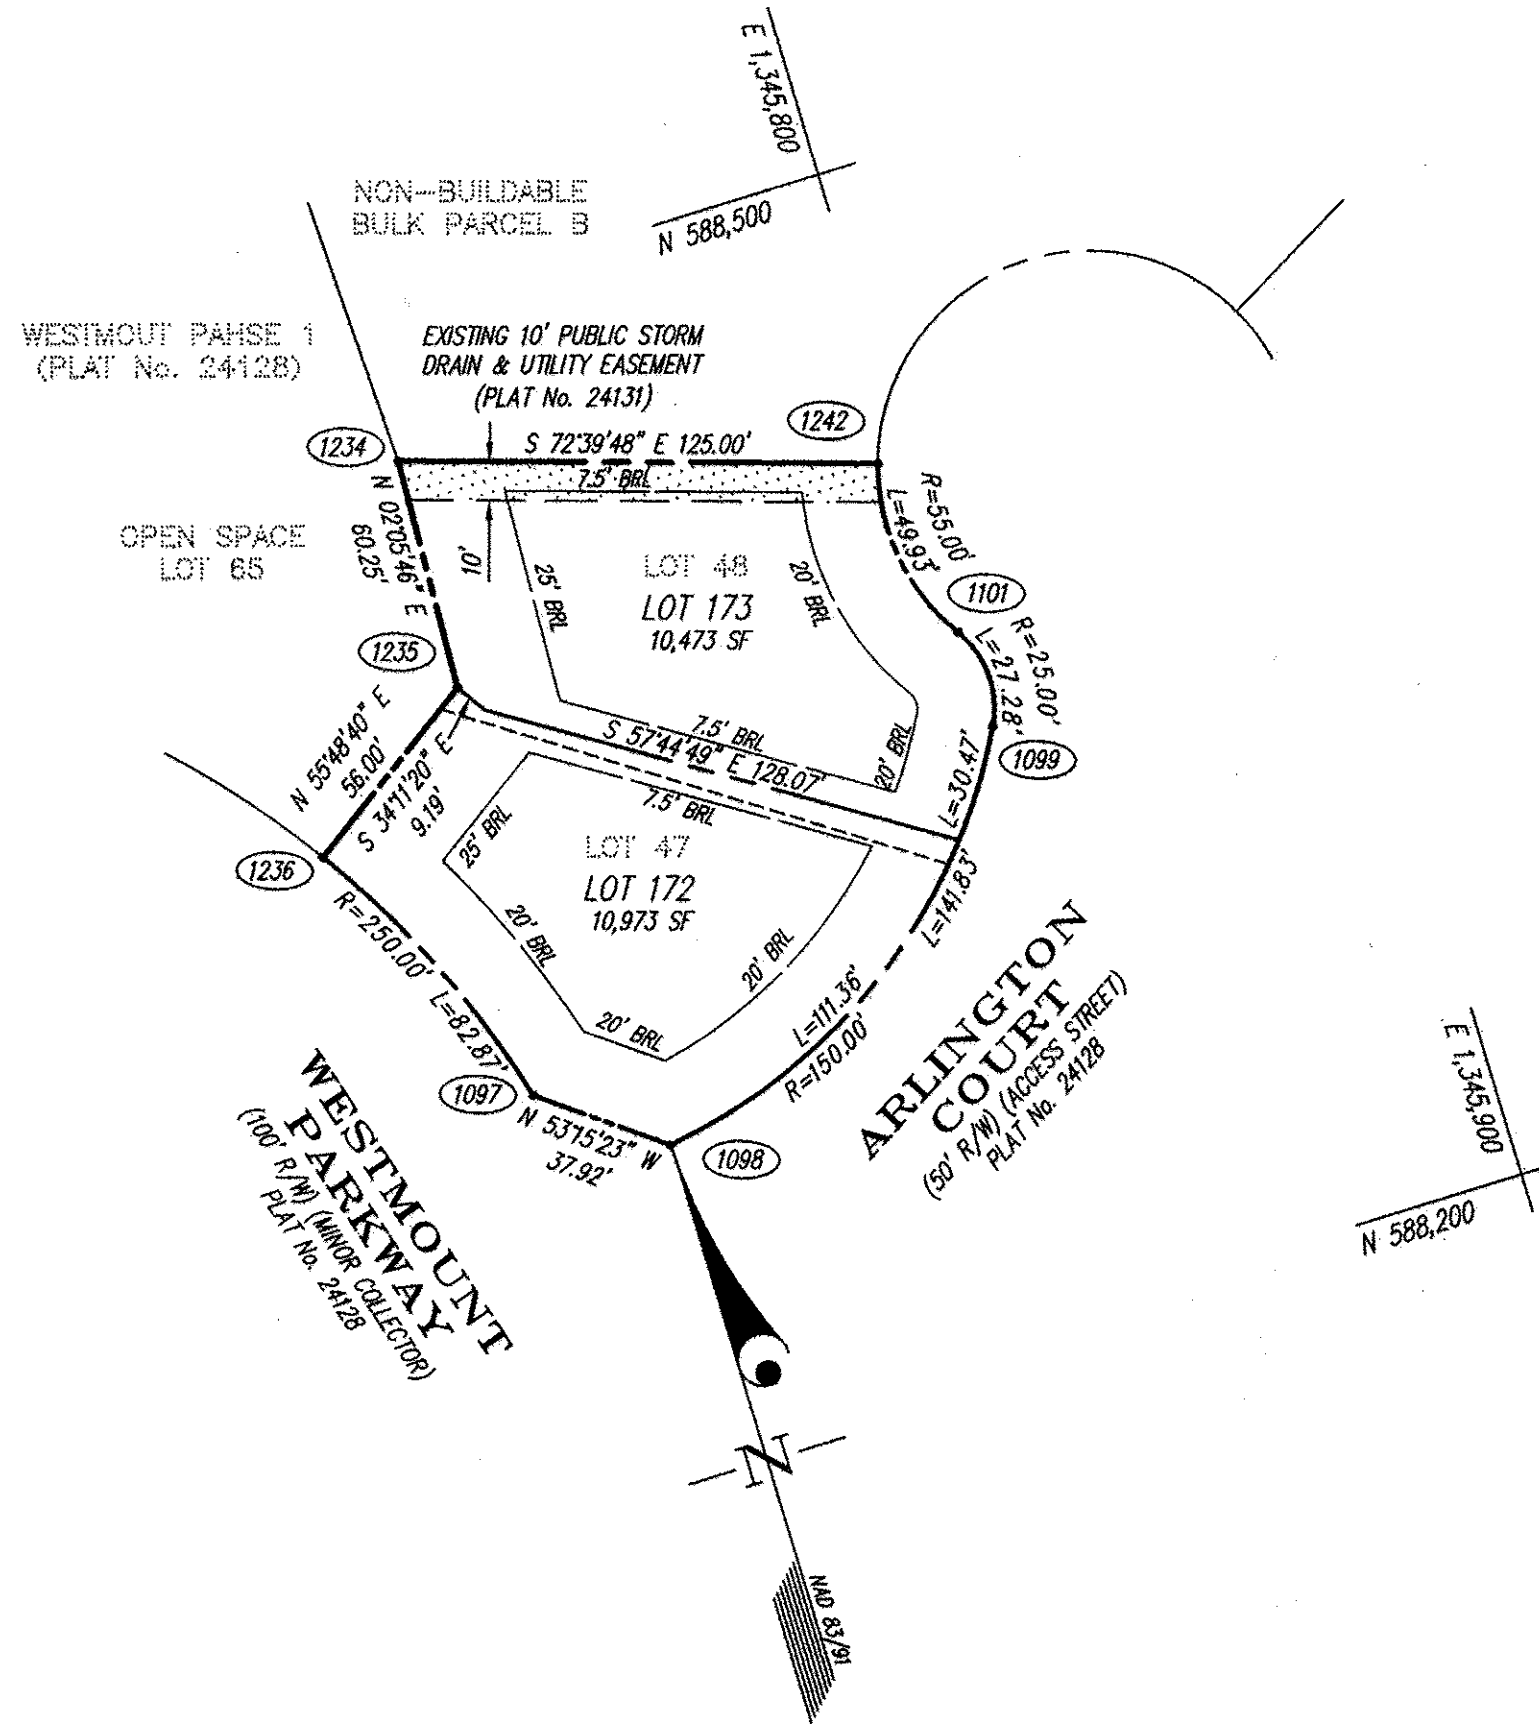 E 1,345,800
N 588,500
NON-BUILDABLE
BULK PARCEL B
WESTMOUT PAHSE 1
(PLAT No. 24128)
EXISTING 10' PUBLIC STORM
DRAIN & UTILITY EASEMENT
(PLAT No. 24131)
1234
1242
S 72°39'48" E 125.00'
7.5' BRL
N 02°05'46" E
60.25'
10'
OPEN SPACE
LOT 65
25' BRL
LOT 48
LOT 173
10,473 SF
20' BRL
R=55.00'
L=49.93'
1101
R=25.00'
L=27.28'
1235
1099
7.5' BRL
S 57°44'49" E 128.07'
7.5' BRL
20' BRL
L=30.47'
N 55°48'40" E
56.00'
S 34°11'20" E
9.19'
1236
25' BRL
LOT 47
LOT 172
10,973 SF
20' BRL
20' BRL
20' BRL
L=141.83'
L=111.36'
R=150.00'
R=250.00' L=82.87'
1097
N 53°15'23" W
37.92'
1098
ARLINGTON
COURT
(50' R/W) (ACCESS STREET)
PLAT No. 24128
WESTMOUNT
PARKWAY
(100' R/W) (MINOR COLLECTOR)
PLAT No. 24128
E 1,345,900
N 588,200
N
NAD 83/91